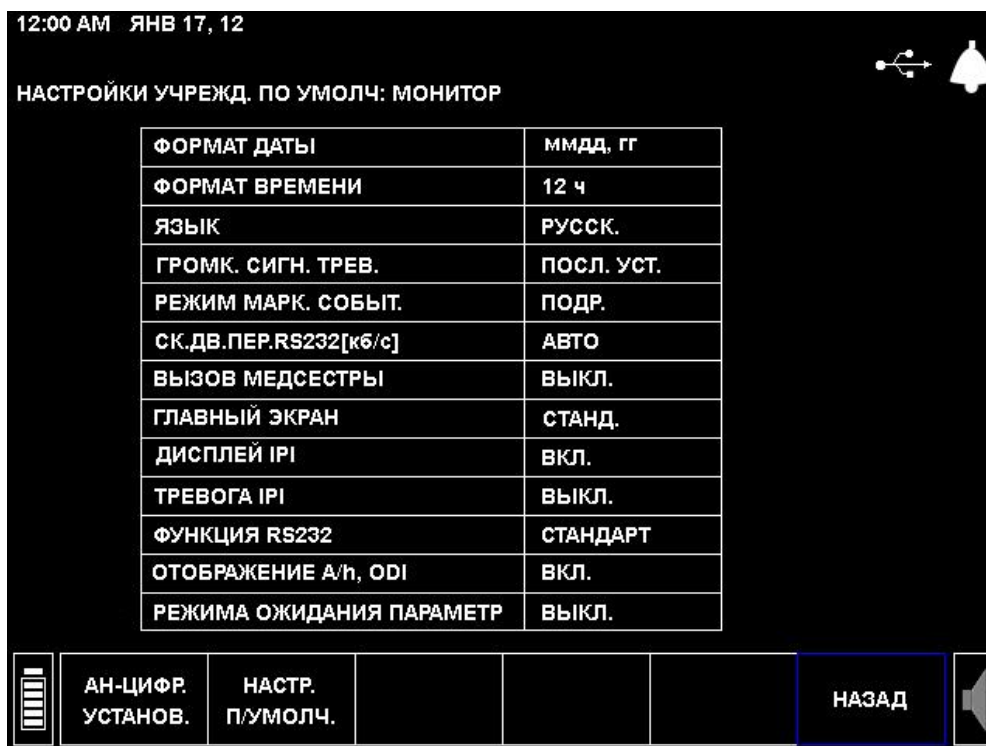 12:00 AM ЯНВ 17, 12
НАСТРОЙКИ УЧРЕЖД. ПО УМОЛЧ: МОНИТОР
ФОРМАТ ДАТЫ ммдд, гг
ФОРМАТ ВРЕМЕНИ 12 ч
ЯЗЫК РУССК.
ГРОМК. СИГН. ТРЕВ. ПОСЛ. УСТ.
РЕЖИМ МАРК. СОБЫТ. ПОДР.
СК.ДВ.ПЕР.RS232[кб/с] АВТО
ВЫЗОВ МЕДСЕСТРЫ ВЫКЛ.
ГЛАВНЫЙ ЭКРАН СТАНД.
ДИСПЛЕЙ IPI ВКЛ.
ТРЕВОГА IPI ВЫКЛ.
ФУНКЦИЯ RS232 СТАНДАРТ
ОТОБРАЖЕНИЕ A/h, ODI ВКЛ.
РЕЖИМА ОЖИДАНИЯ ПАРАМЕТР ВЫКЛ.
АН-ЦИФР. НАСТР. НАЗАД
УСТАНОВ. П/УМОЛЧ.